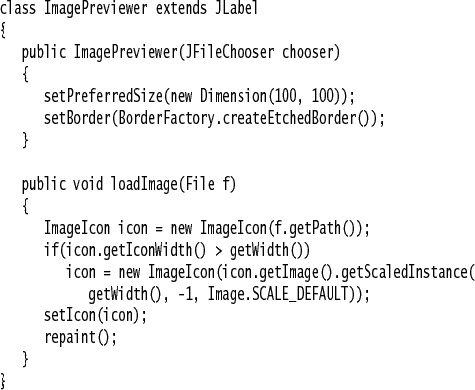 class ImagePreviewer extends JLabel
{
   public ImagePreviewer(JFileChooser chooser)
   {
      setPreferredSize(new Dimension(100, 100));
      setBorder(BorderFactory.createEtchedBorder());
   }

   public void loadImage(File f)
   {
      ImageIcon icon = new ImageIcon(f.getPath());
      if(icon.getIconWidth() > getWidth())
         icon = new ImageIcon(icon.getImage().getScaledInstance(
            getWidth(), -1, Image.SCALE_DEFAULT));
      setIcon(icon);
      repaint();
   }
}